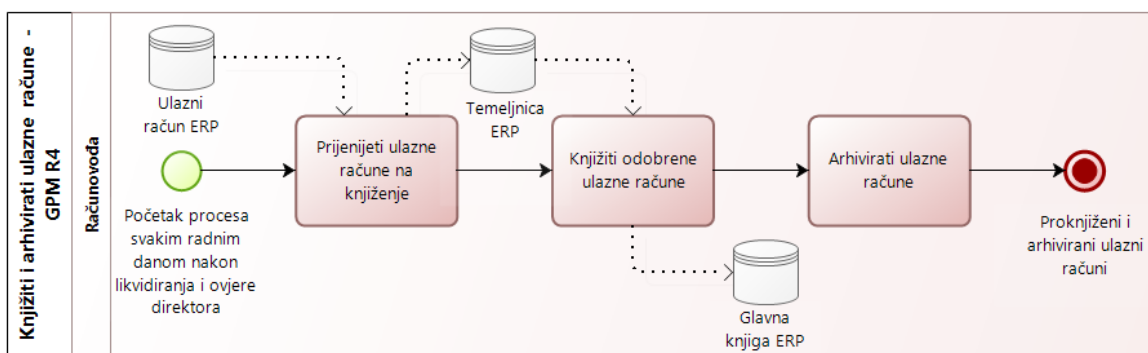 Knjižiti i arhivirati ulazne račune -
GPM R4
Računovođa
Ulazni
račun ERP
Temeljnica
ERP
Prijenijeti ulazne
račune na
knjiženje
Knjižiti odobrene
ulazne račune
Arhivirati ulazne
račune
Početak procesa
svakim radnim
danom nakon
likvidiranja i ovjere
direktora
Proknjiženi i
arhivirani ulazni
računi
Glavna
knjiga ERP